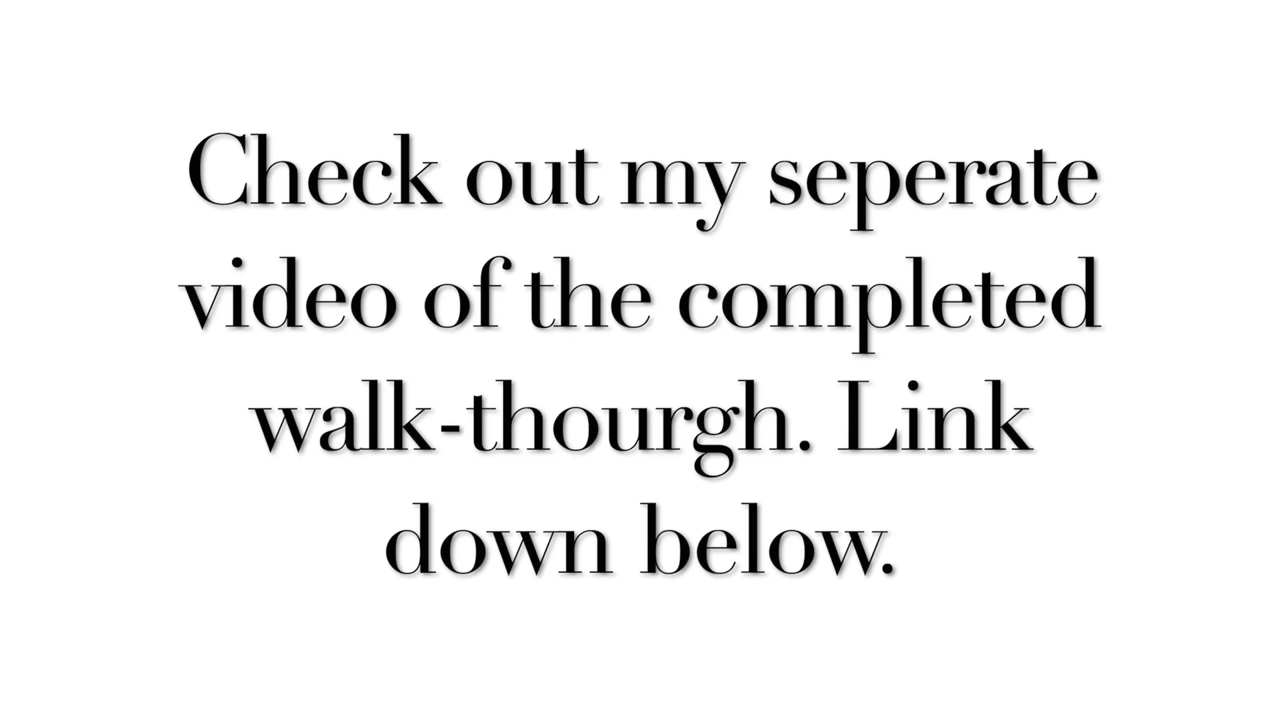 Check out my seperate
video of the completed
walk-thourgh. Link
down below.